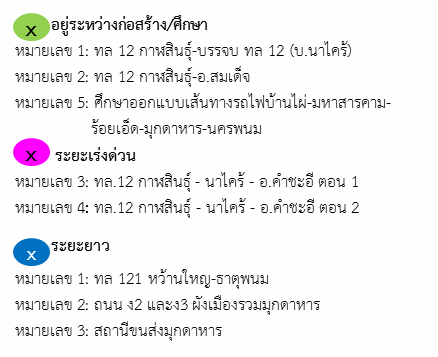 x อยู่ระหว่างก่อสร้าง/ศึกษา
หมายเลข 1: ทล 12 กาฬสินธุ์-บรรจบ ทล 12 (บ.นาไคร้)
หมายเลข 2: ทล 12 กาฬสินธุ์-อ.สมเด็จ
หมายเลข 5: ศึกษาออกแบบเส้นทางรถไฟบ้านไผ่-มหาสารคาม-
ร้อยเอ็ด-มุกดาหาร-นครพนม
x ระยะเร่งด่วน
หมายเลข 3: ทล.12 กาฬสินธุ์ - นาไคร้ - อ.คำชะอี ตอน 1
หมายเลข 4: ทล.12 กาฬสินธุ์ - นาไคร้ - อ.คำชะอี ตอน 2
x ระยะยาว
หมายเลข 1: ทล 121 หว้านใหญ-ธาตุพนม
หมายเลข 2: ถนน ง2 และง3 ผังเมืองรวมมุกดาหาร
หมายเลข 3: สถานีขนส่งมุกดาหาร